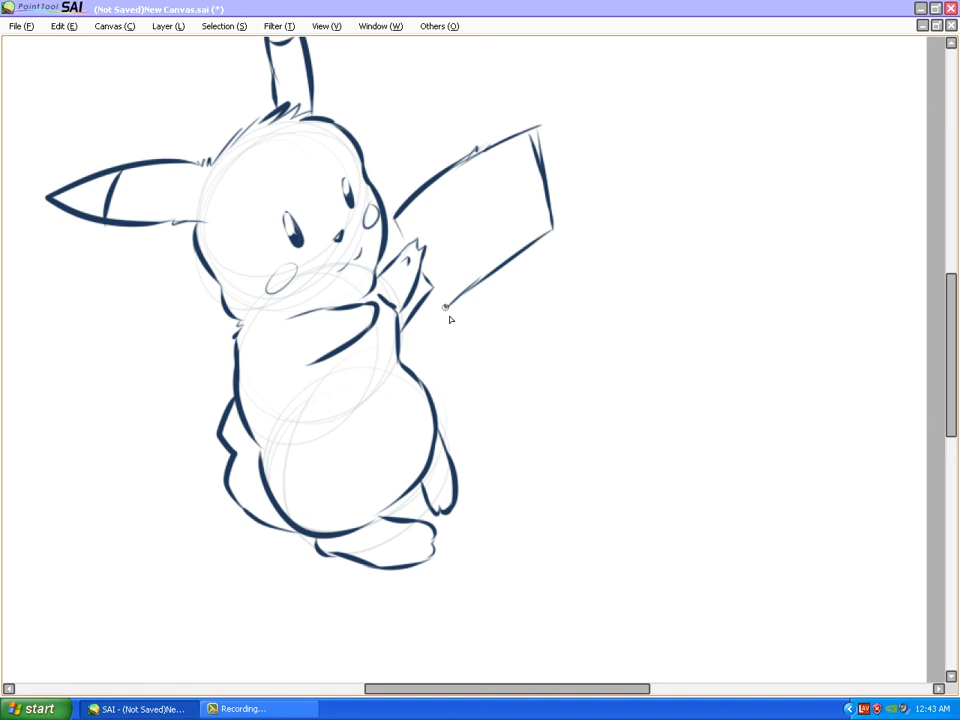 PaintTool SAI (Not Saved)New Canvas.sai (*)
File (F) Edit (E) Canvas (C) Layer (L) Selection (S) Filter (T) View (V) Window (W) Others (O)
start SAI - (Not Saved)Ne... Recording... 12:43 AM